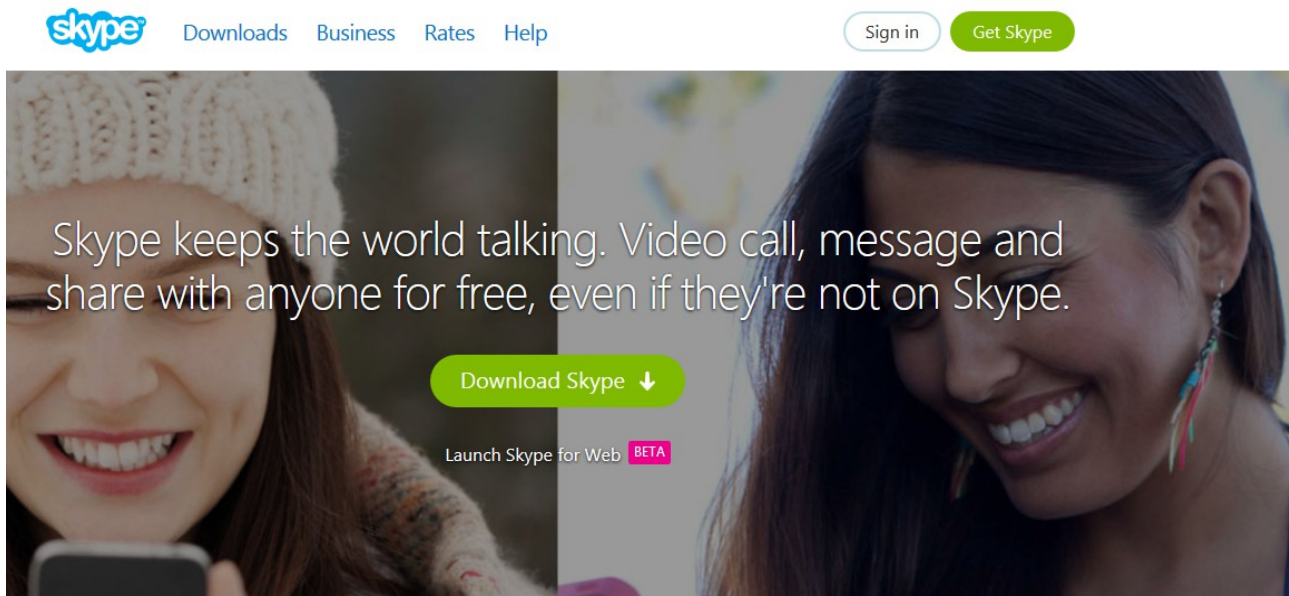 skype™
Downloads Business Rates Help
Sign in
Get Skype
Skype keeps the world talking. Video call, message and
share with anyone for free, even if they're not on Skype.
Download Skype
Launch Skype for Web BETA